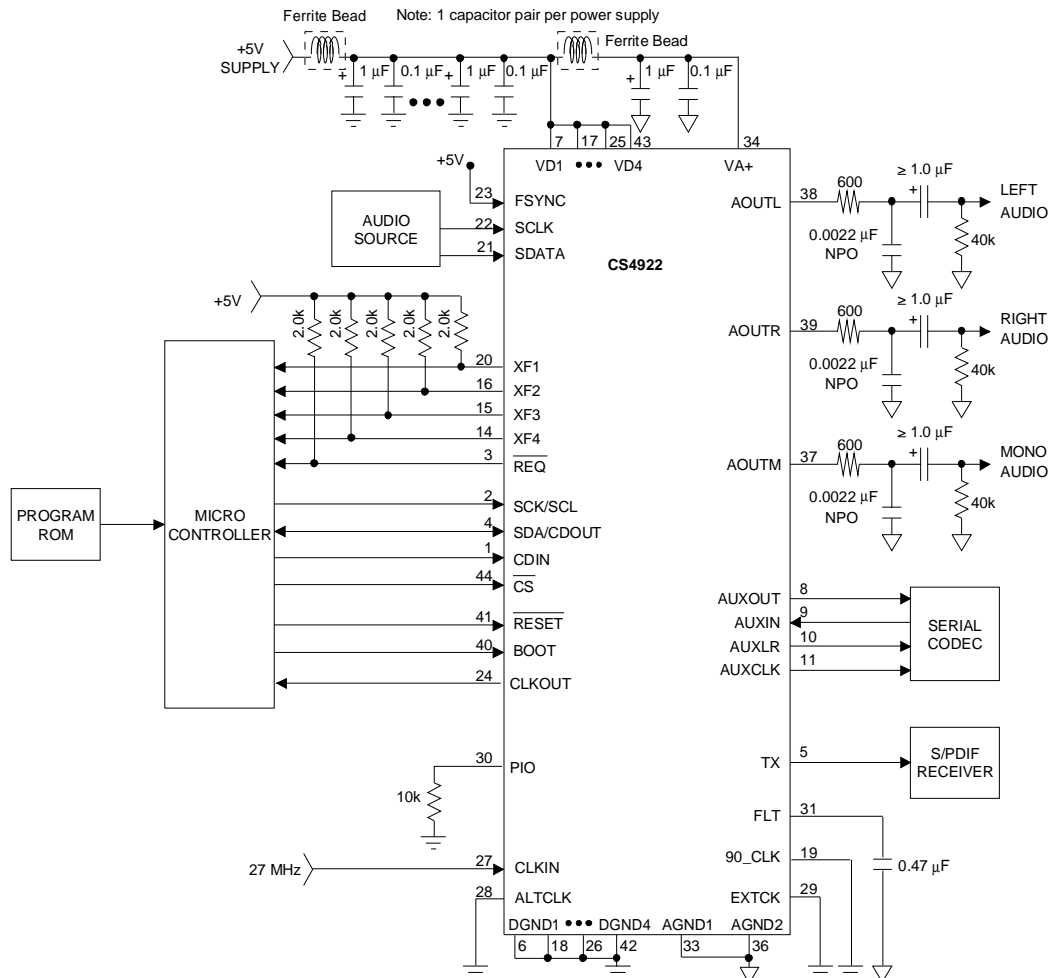 Ferrite Bead
Note: 1 capacitor pair per power supply
Ferrite Bead
+5V
SUPPLY
+
1 µF
0.1 µF
+
1 µF
0.1 µF
+
1 µF
0.1 µF
7
17
25
43
34
VD1
VD4
VA+
+5V
23
FSYNC
22
SCLK
21
SDATA
AUDIO
SOURCE
CS4922
+5V
2.0k
2.0k
2.0k
2.0k
2.0k
20
XF1
16
XF2
15
XF3
14
XF4
3
REQ
2
SCK/SCL
4
SDA/CDOUT
1
CDIN
44
CS
41
RESET
40
BOOT
24
CLKOUT
PROGRAM
ROM
MICRO
CONTROLLER
30
PIO
10k
27 MHz
27
CLKIN
28
ALTCLK
DGND1
DGND4
AGND1
AGND2
6
18
26
42
33
36
AOUTL
38
600
≥ 1.0 µF
+
0.0022 µF
NPO
40k
LEFT
AUDIO
AOUTR
39
600
≥ 1.0 µF
+
0.0022 µF
NPO
40k
RIGHT
AUDIO
AOUTM
37
600
≥ 1.0 µF
+
0.0022 µF
NPO
40k
MONO
AUDIO
AUXOUT
8
AUXIN
9
AUXLR
10
AUXCLK
11
SERIAL
CODEC
TX
5
S/PDIF
RECEIVER
FLT
31
0.47 µF
90_CLK
19
EXTCK
29